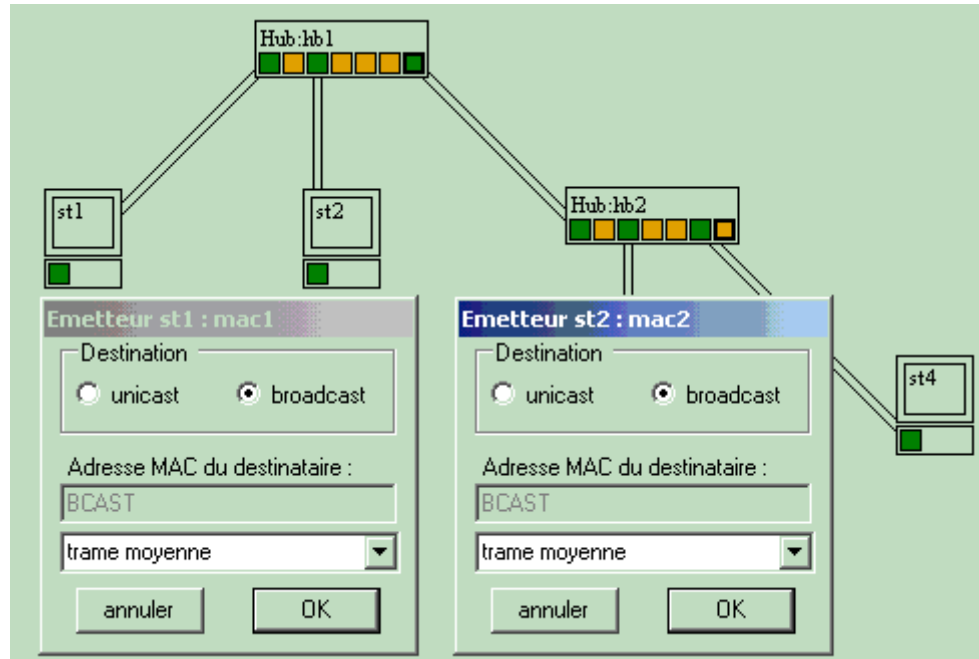 Hub:hb1
st1
st2
Hub:hb2
Emetteur st1 : mac1
Destination
unicast
broadcast
Adresse MAC du destinataire :
BCAST
trame moyenne
annuler
OK
Emetteur st2 : mac2
Destination
unicast
broadcast
Adresse MAC du destinataire :
BCAST
trame moyenne
annuler
OK
st4